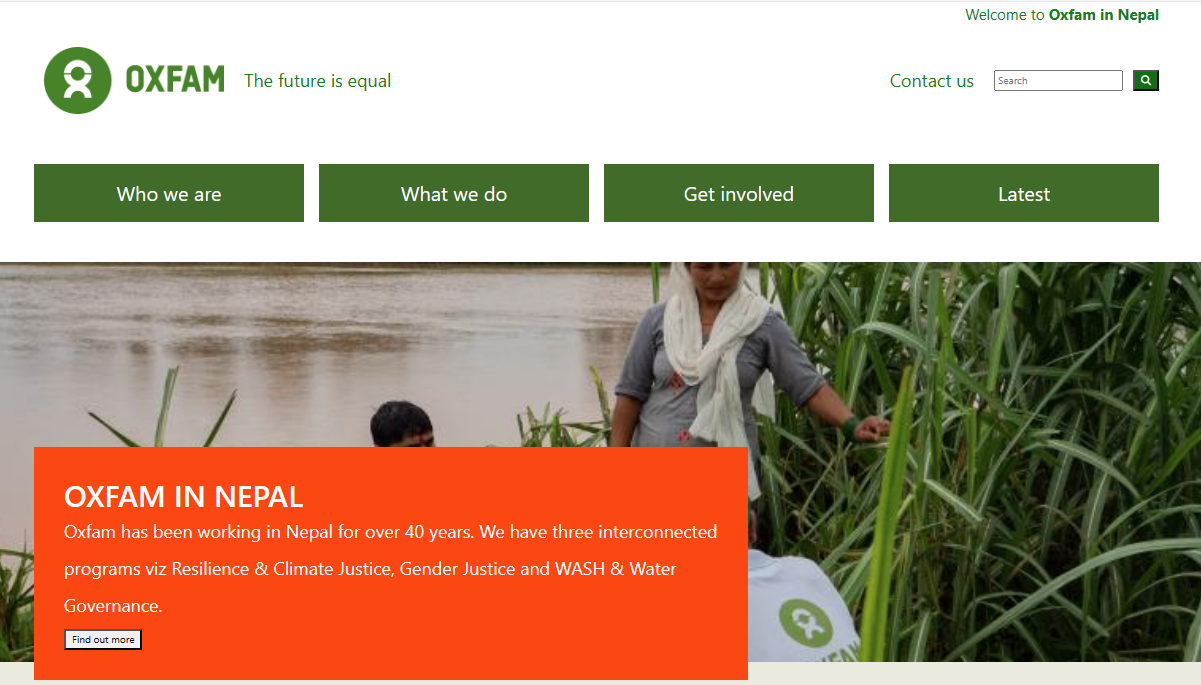 Welcome to Oxfam in Nepal
OXFAM
The future is equal
Contact us
Search
Who we are
What we do
Get involved
Latest
OXFAM IN NEPAL
Oxfam has been working in Nepal for over 40 years. We have three interconnected
programs viz Resilience & Climate Justice, Gender Justice and WASH & Water
Governance.
Find out more
OXFAM